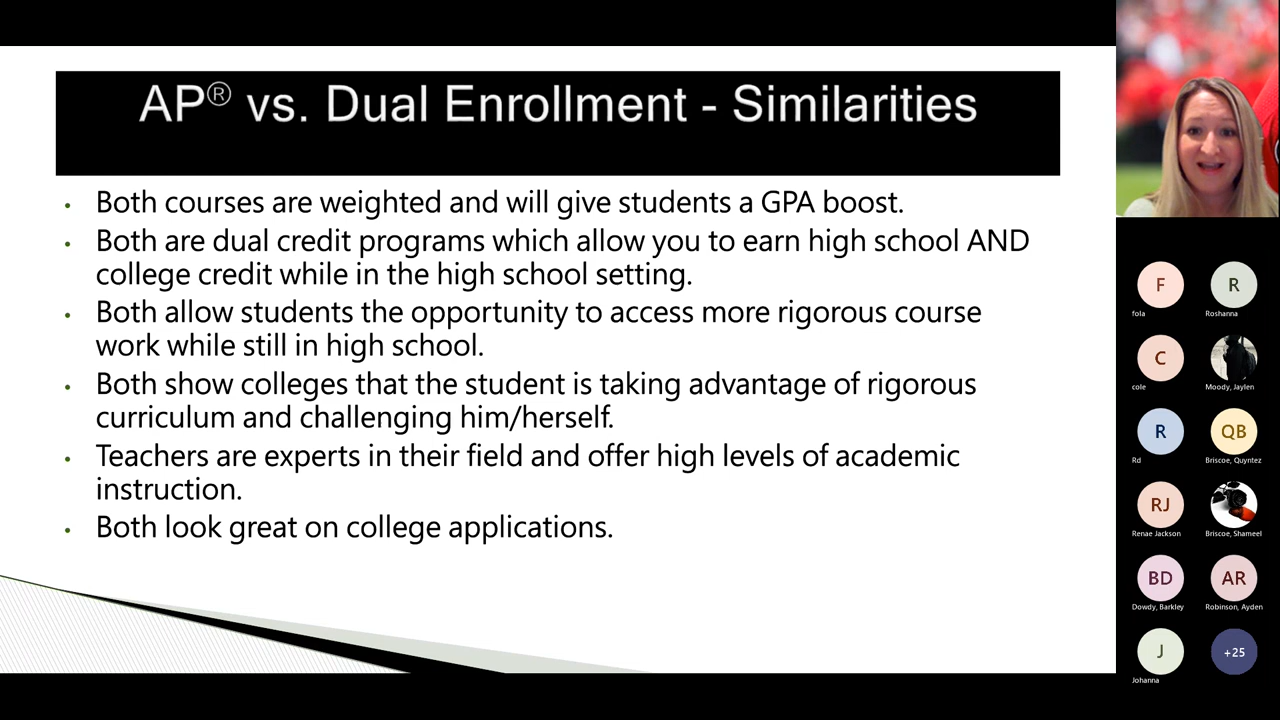 AP® vs. Dual Enrollment - Similarities
• Both courses are weighted and will give students a GPA boost.
• Both are dual credit programs which allow you to earn high school AND
college credit while in the high school setting.
• Both allow students the opportunity to access more rigorous course
work while still in high school.
• Both show colleges that the student is taking advantage of rigorous
curriculum and challenging him/herself.
• Teachers are experts in their field and offer high levels of academic
instruction.
• Both look great on college applications.
F R
fola Roshanna
C
cole Moody, Jaylen
R QB
Rd Briscoe, Quyntez
RJ
Renae Jackson Briscoe, Shameel
BD AR
Dowdy, Barkley Robinson, Ayden
J +25
Johanna